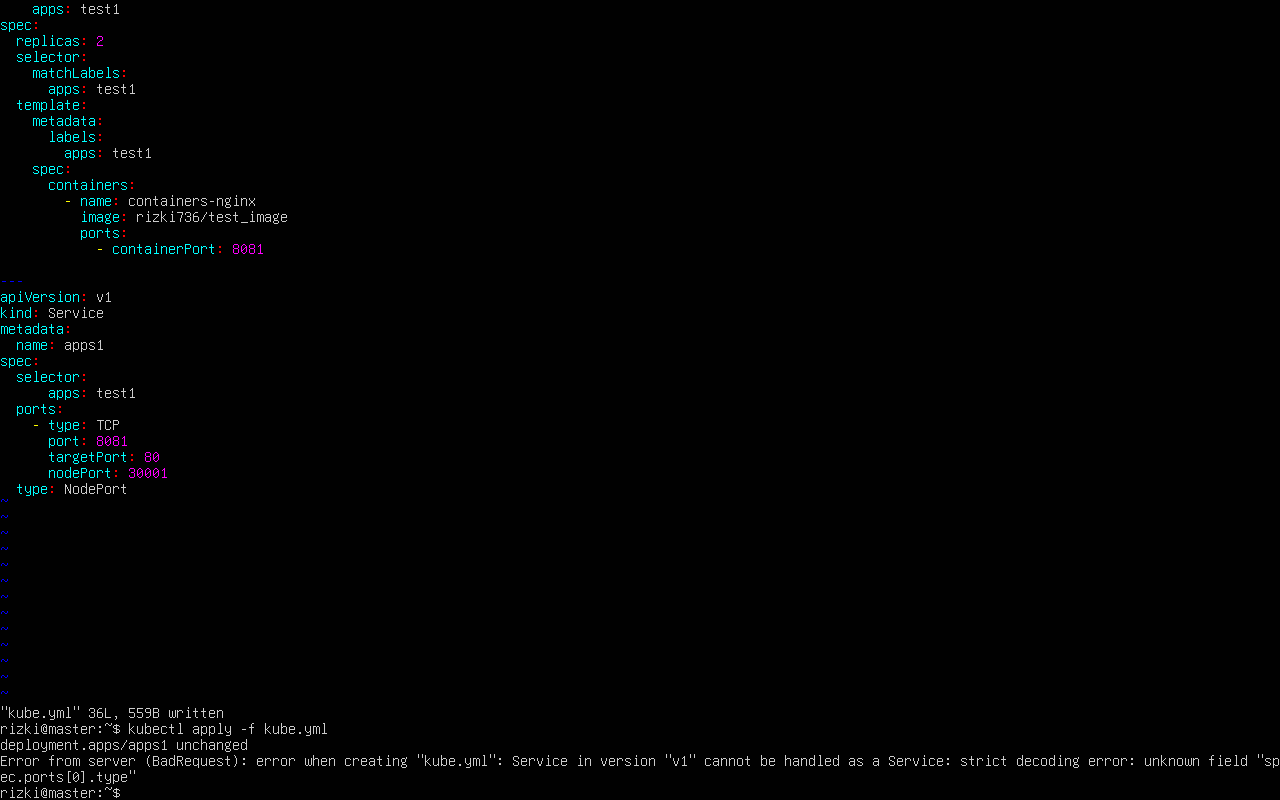 apps: test1
spec:
  replicas: 2
  selector:
    matchLabels:
      apps: test1
  template:
    metadata:
      labels:
        apps: test1
    spec:
      containers:
        - name: containers-nginx
          image: rizki736/test_image
          ports:
            - containerPort: 8081

---
apiVersion: v1
kind: Service
metadata:
  name: apps1
spec:
  selector:
      apps: test1
  ports:
    - type: TCP
      port: 8081
      targetPort: 80
      nodePort: 30001
  type: NodePort
~
~
~
~
~
~
~
~
~
~
~
~
~
"kube.yml" 36L, 559B written
rizki@master:~$ kubectl apply -f kube.yml
deployment.apps/apps1 unchanged
Error from server (BadRequest): error when creating "kube.yml": Service in version "v1" cannot be handled as a Service: strict decoding error: unknown field "sp
ec.ports[0].type"
rizki@master:~$